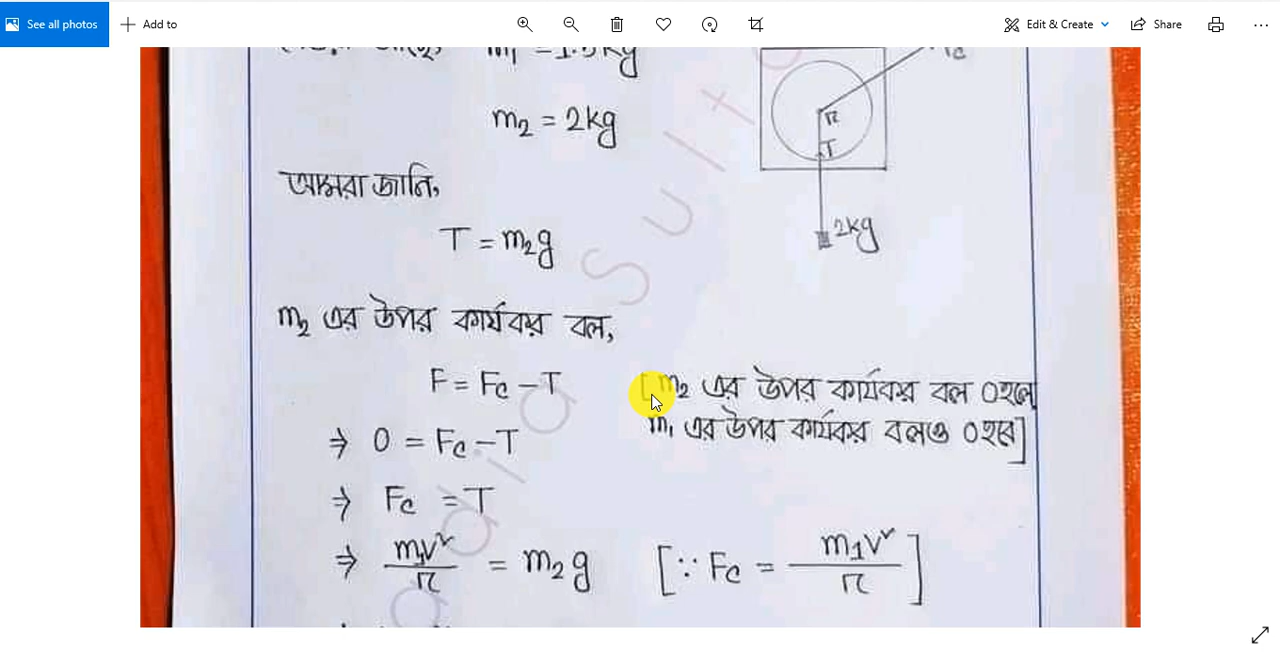 See all photos
Add to
Edit & Create
Share
m₂ = 2kg
আমরা জানি,
T = m₂g
m₂ এর উপর কার্যকর বল,
F = Fc – T
[m₂ এর উপর কার্যকর বল 0 হলে
m₁ এর উপর কার্যকর বলও 0 হবে]
⇒ 0 = Fc – T
⇒ Fc = T
⇒ m₁v²/r = m₂g [∵ Fc = m₁v²/r]
r
T
2kg